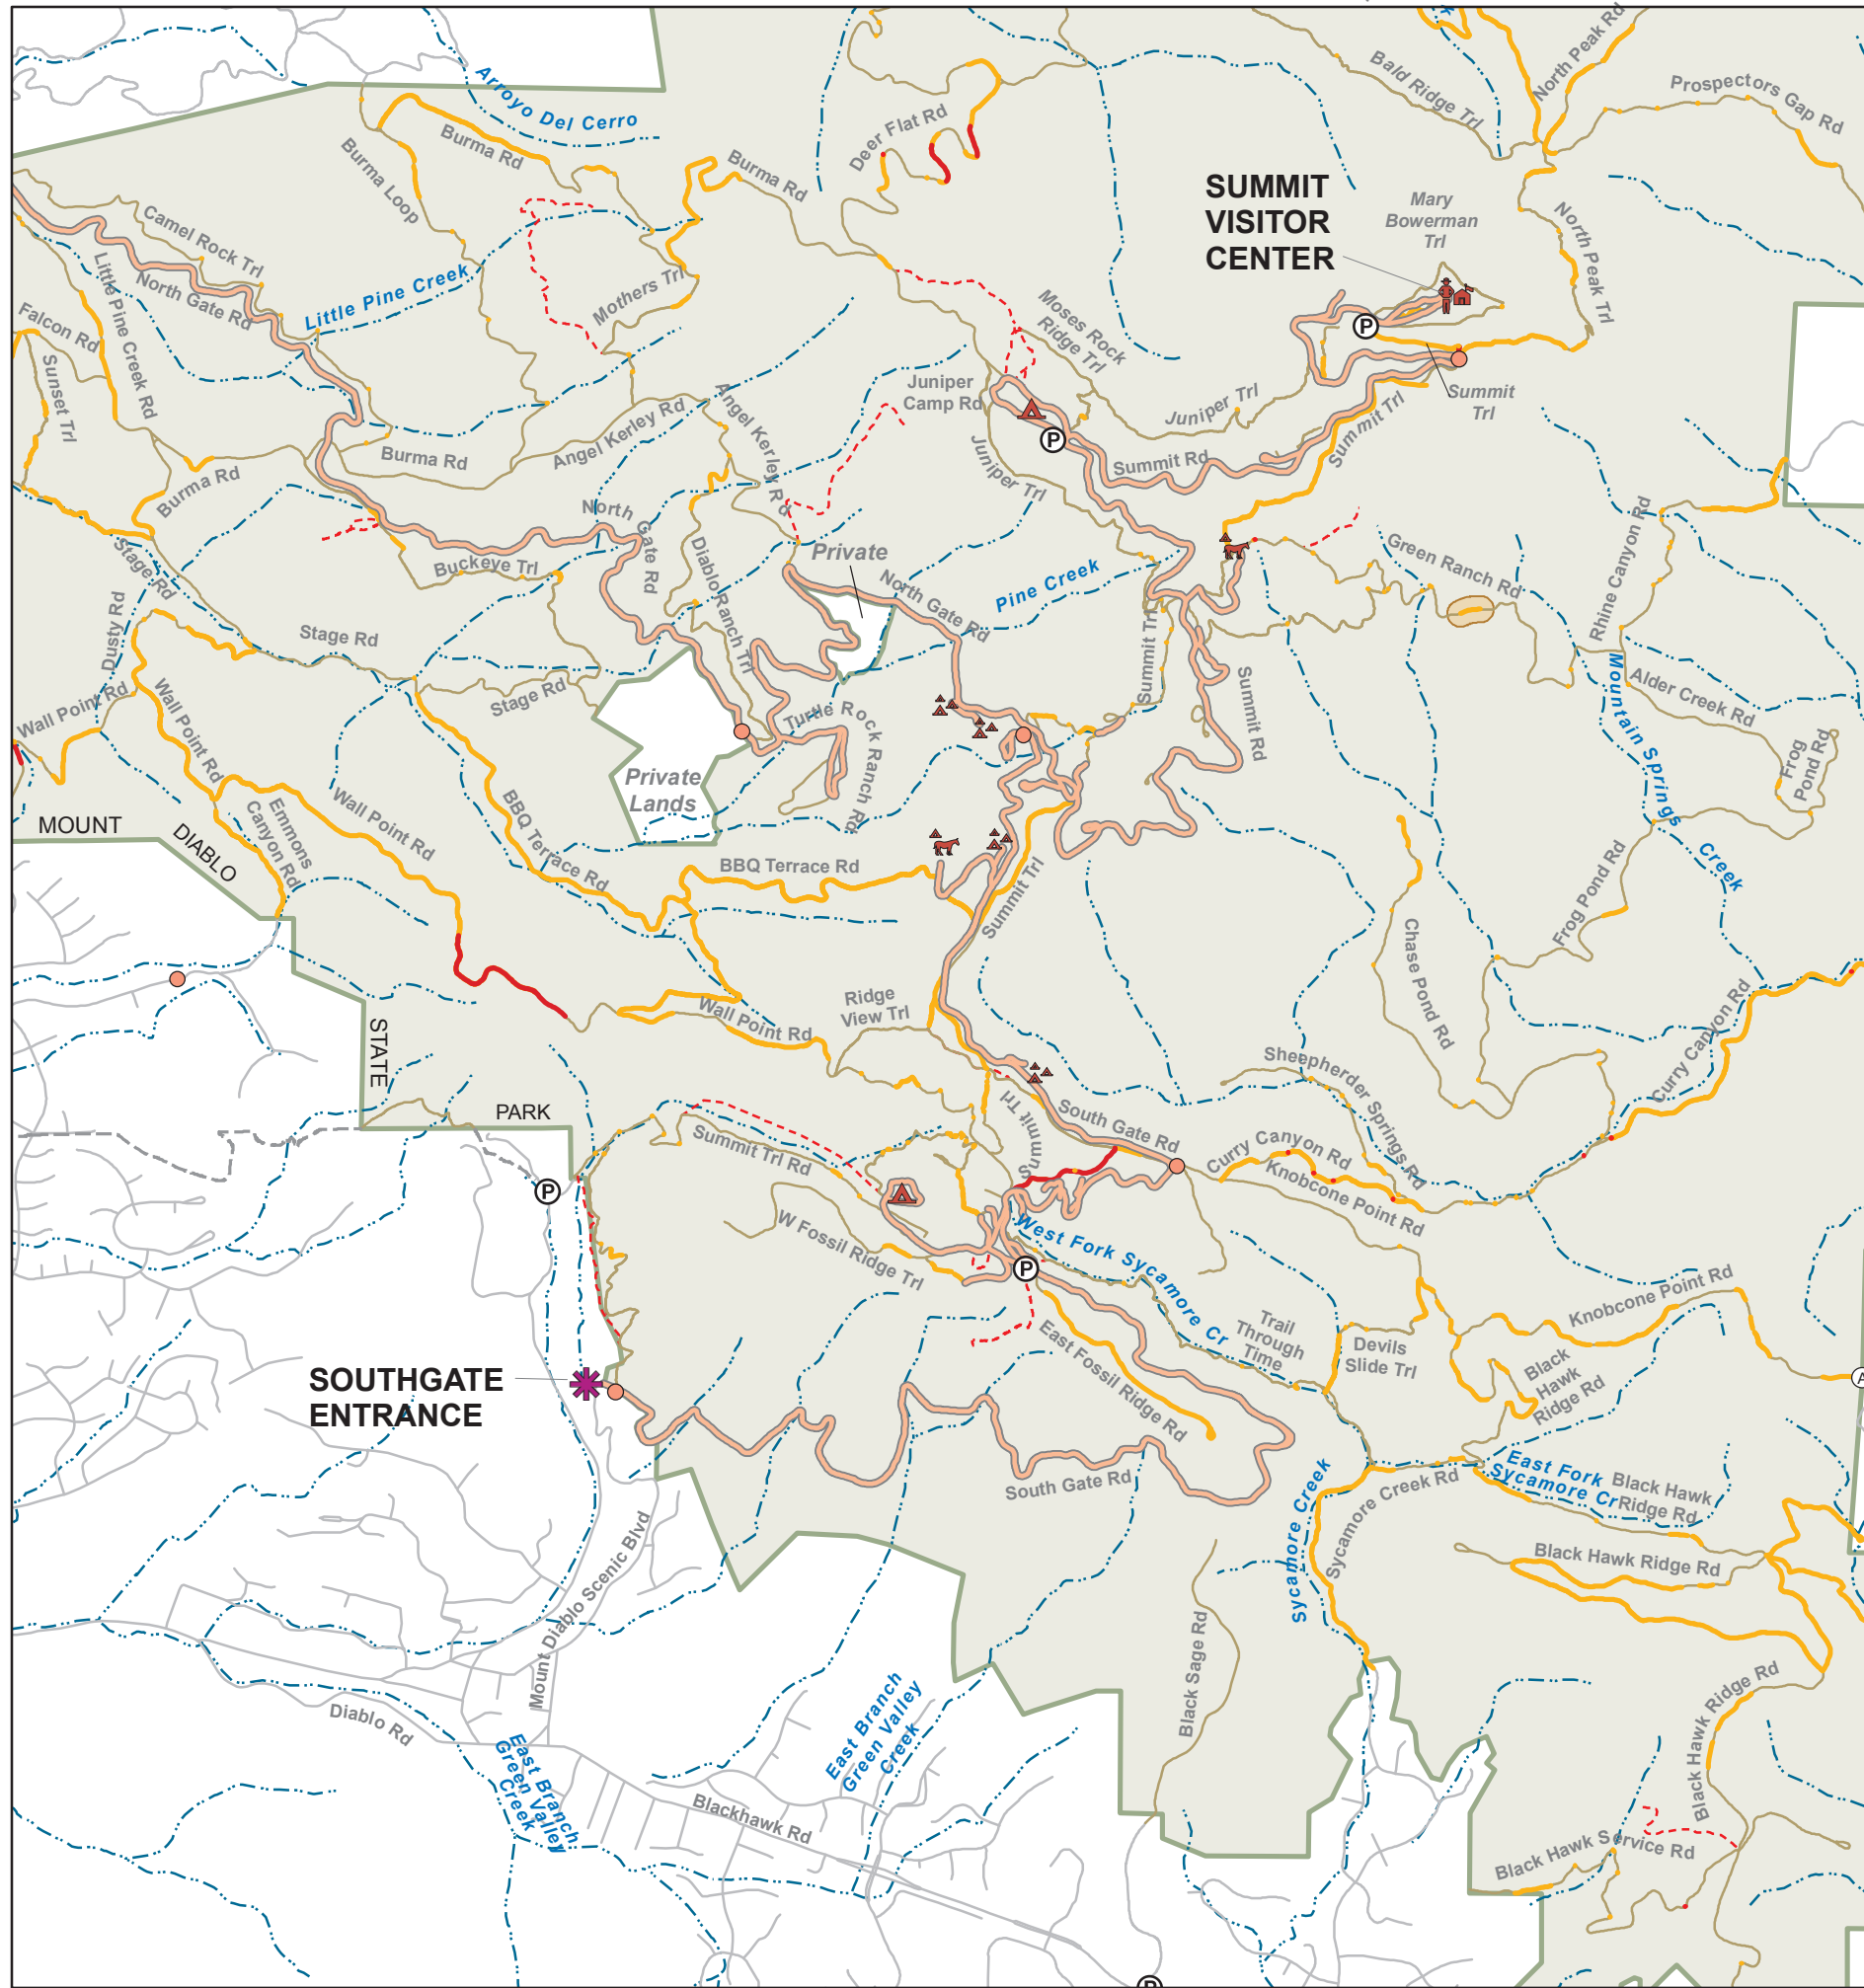 Arroyo Del Cerro
Burma Rd
Burma Loop
Burma Rd
Deer Flat Rd
Bald Ridge Trl
North Peak Rd
Prospectors Gap Rd
SUMMIT
VISITOR
CENTER
Mary
Bowerman
Trl
North Peak Trl
Camel Rock Trl
North Gate Rd
Little Pine Creek Rd
Little Pine Creek
Mothers Trl
Falcon Rd
Sunset Trl
Moses Rock
Ridge Trl
Juniper
Camp Rd
Juniper Trl
P
Summit
Trl
Summit Trl
P
Summit Rd
Juniper Trl
Angel Kerley Rd
Angel Kerley Rd
Burma Rd
Burma Rd
North Gate Rd
Buckeye Trl
Stage Rd
Dusty Rd
Diablo Ranch Trl
Private
North Gate Rd
Pine Creek
Green Ranch Rd
Rhine Canyon Rd
Stage Rd
Stage Rd
Wall Point Rd
Wall Point Rd
Turtle Rock Ranch Rd
Summit Trl
Summit Rd
Mountain Springs Creek
Alder Creek Rd
Frog
Pond Rd
Private
Lands
MOUNT
DIABLO
STATE
PARK
Emmons
Canyon Rd
Wall Point Rd
BBQ Terrace Rd
BBQ Terrace Rd
Summit Trl
Frog Pond Rd
Chase Pond Rd
Wall Point Rd
Ridge
View Trl
Curry Canyon Rd
Sheepherder Springs Rd
South Gate Rd
Summit Trl
Summit Trl Rd
Curry Canyon Rd
Knobcone Point Rd
P
W Fossil Ridge Trl
West Fork Sycamore Cr
P
Trail
Through
Time
Devils
Slide Trl
Knobcone Point Rd
Black
Hawk
Ridge Rd
A
SOUTHGATE
ENTRANCE
East Fossil Ridge Rd
South Gate Rd
Sycamore Creek
Sycamore Creek Rd
East Fork
Sycamore Cr
Black Hawk
Ridge Rd
Black Hawk Ridge Rd
Mount Diablo Scenic Blvd
Black Sage Rd
Black Hawk Ridge Rd
Diablo Rd
East Branch
Green Valley
Creek
East Branch
Green Valley
Creek
Blackhawk Rd
Black Hawk Service Rd
P